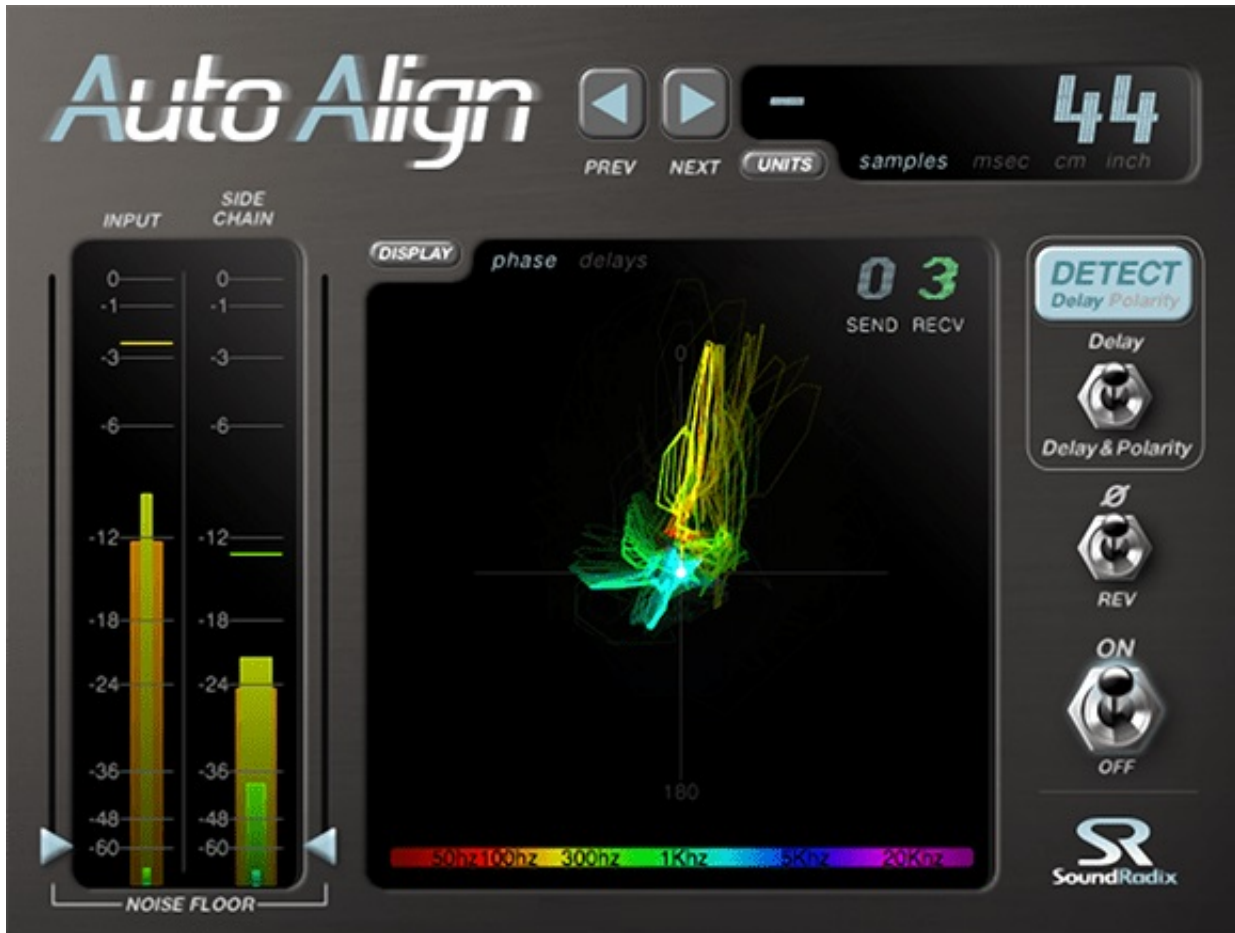 Auto Align
PREV
NEXT
- 44
UNITS
samples msec cm inch
INPUT
SIDE
CHAIN
0 0
-1 -1
-3 -3
-6 -6
-12 -12
-18 -18
-24 -24
-36 -36
-48 -48
-60 -60
NOISE FLOOR
DISPLAY
phase delays
0 3
SEND RECV
0
180
50hz 100hz 300hz 1Khz 5Khz 20Khz
DETECT
Delay Polarity
Delay
Delay & Polarity
Ø
REV
ON
OFF
SR
SoundRadix